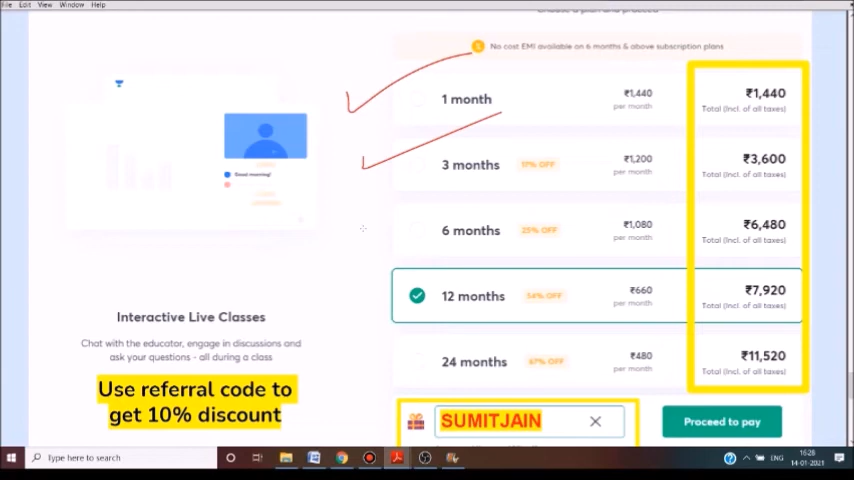 File Edit View Window Help
Choose a plan and proceed
No cost EMI available on 6 months & above subscription plans
1 month ₹1,440 per month ₹1,440 Total (Incl. of all taxes)
3 months 17% OFF ₹1,200 per month ₹3,600 Total (Incl. of all taxes)
6 months 25% OFF ₹1,080 per month ₹6,480 Total (Incl. of all taxes)
12 months 54% OFF ₹660 per month ₹7,920 Total (Incl. of all taxes)
24 months 67% OFF ₹480 per month ₹11,520 Total (Incl. of all taxes)
Good morning!
Interactive Live Classes
Chat with the educator, engage in discussions and
ask your questions - all during a class
Use referral code to
get 10% discount
SUMITJAIN
Proceed to pay
Type here to search
ENG
16:28
14-01-2021